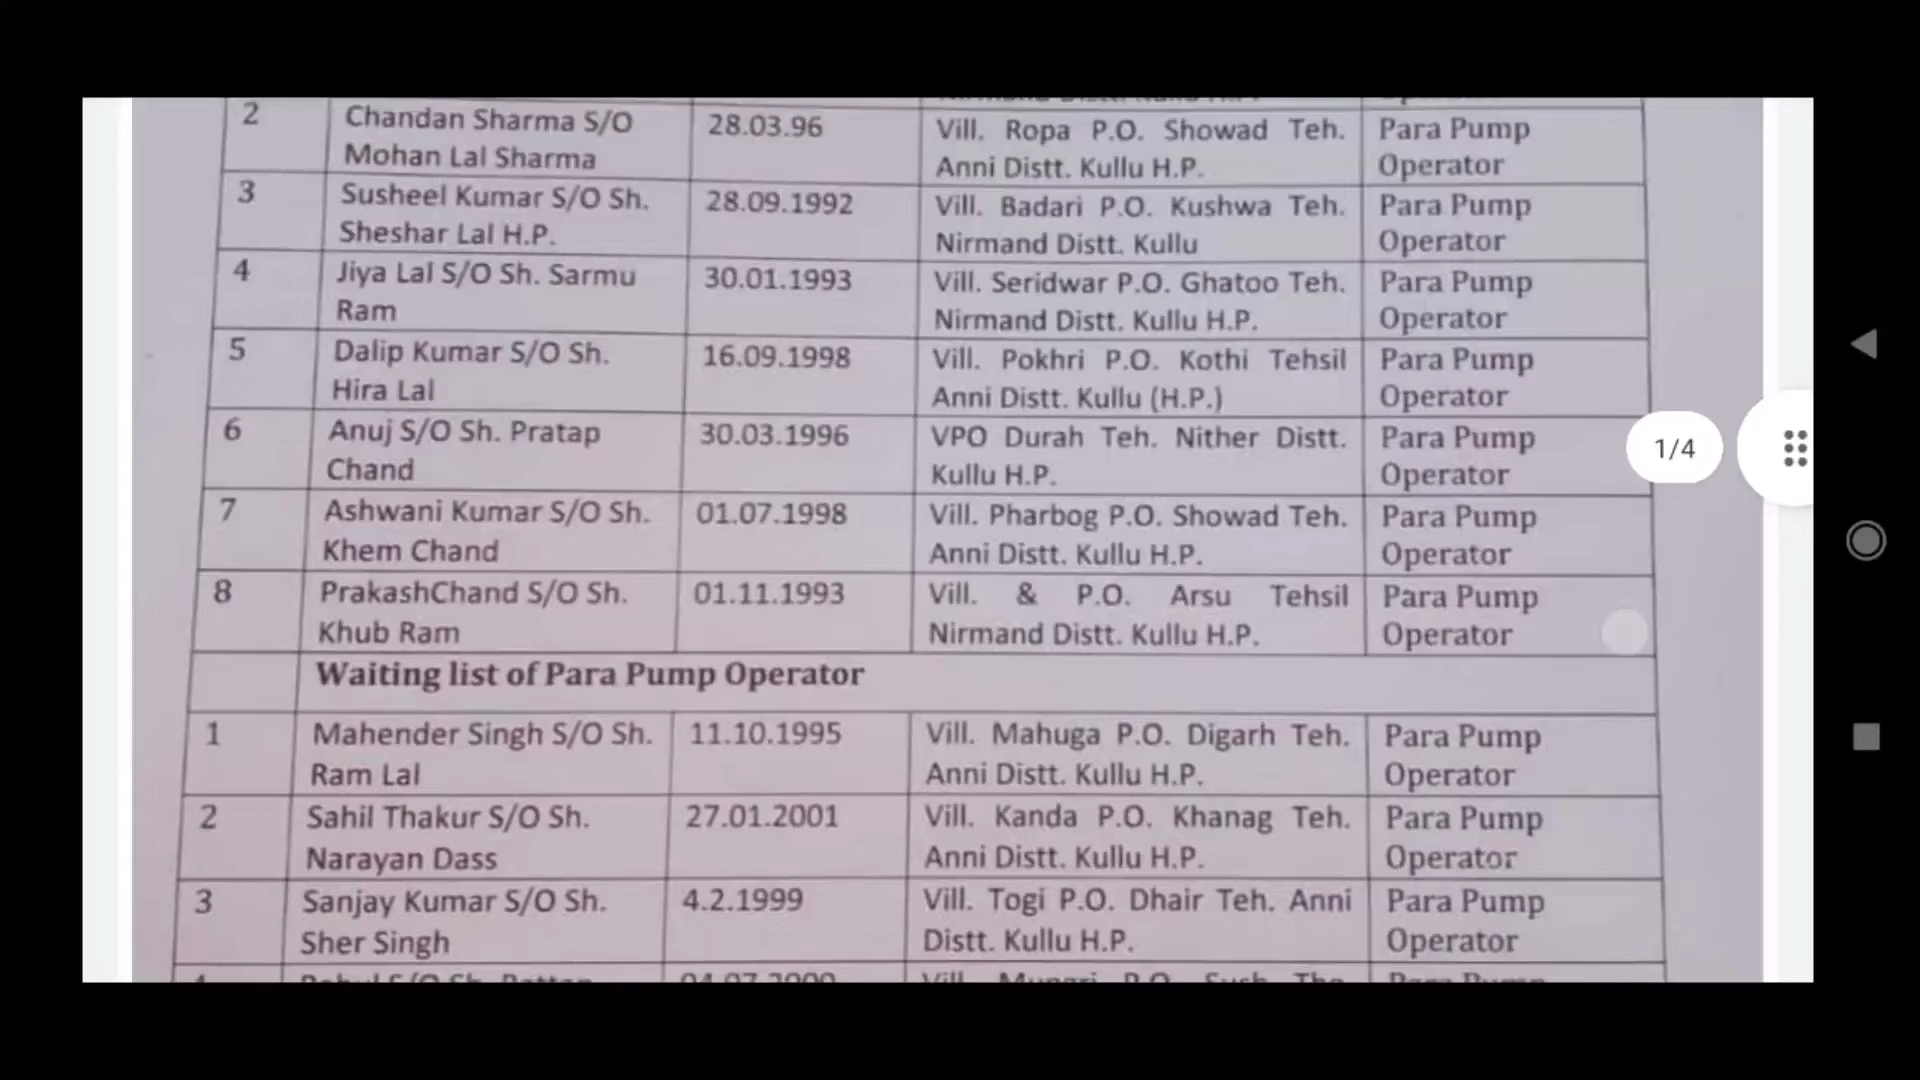 2 Chandan Sharma S/O 28.03.96 Vill. Ropa P.O. Showad Teh. Para Pump
Mohan Lal Sharma Anni Distt. Kullu H.P. Operator
3 Susheel Kumar S/O Sh. 28.09.1992 Vill. Badari P.O. Kushwa Teh. Para Pump
Sheshar Lal H.P. Nirmand Distt. Kullu Operator
4 Jiya Lal S/O Sh. Sarmu 30.01.1993 Vill. Seridwar P.O. Ghatoo Teh. Para Pump
Ram Nirmand Distt. Kullu H.P. Operator
5 Dalip Kumar S/O Sh. 16.09.1998 Vill. Pokhri P.O. Kothi Tehsil Para Pump
Hira Lal Anni Distt. Kullu (H.P.) Operator
6 Anuj S/O Sh. Pratap 30.03.1996 VPO Durah Teh. Nither Distt. Para Pump
Chand Kullu H.P. Operator
1/4
7 Ashwani Kumar S/O Sh. 01.07.1998 Vill. Pharbog P.O. Showad Teh. Para Pump
Khem Chand Anni Distt. Kullu H.P. Operator
8 PrakashChand S/O Sh. 01.11.1993 Vill. & P.O. Arsu Tehsil Para Pump
Khub Ram Nirmand Distt. Kullu H.P. Operator
Waiting list of Para Pump Operator
1 Mahender Singh S/O Sh. 11.10.1995 Vill. Mahuga P.O. Digarh Teh. Para Pump
Ram Lal Anni Distt. Kullu H.P. Operator
2 Sahil Thakur S/O Sh. 27.01.2001 Vill. Kanda P.O. Khanag Teh. Para Pump
Narayan Dass Anni Distt. Kullu H.P. Operator
3 Sanjay Kumar S/O Sh. 4.2.1999 Vill. Togi P.O. Dhair Teh. Anni Para Pump
Sher Singh Distt. Kullu H.P. Operator